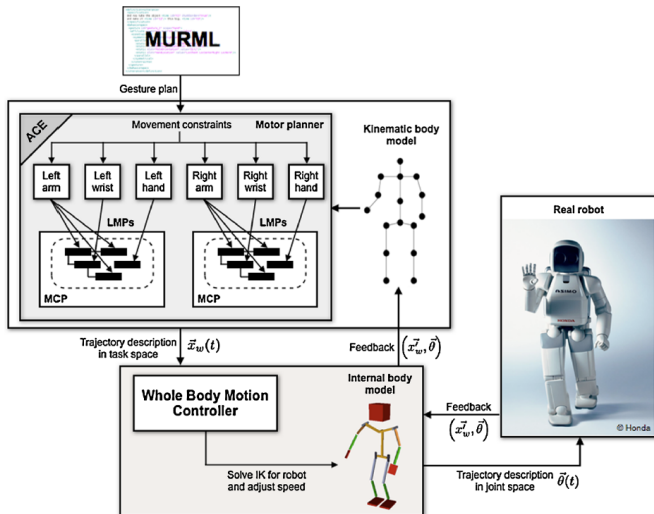 MURML
Gesture plan
ACE
Movement constraints
Motor planner
Left
arm
Left
wrist
Left
hand
Right
arm
Right
wrist
Right
hand
LMPs
LMPs
MCP
MCP
Kinematic body
model
Real robot
ASIMO
HONDA
© Honda
Trajectory description
in task space
x⃗w(t)
Feedback
(x⃗'w, θ⃗)
Whole Body Motion
Controller
Internal body
model
Solve IK for robot
and adjust speed
Feedback
(x⃗'w, θ⃗)
Trajectory description
in joint space
θ⃗(t)